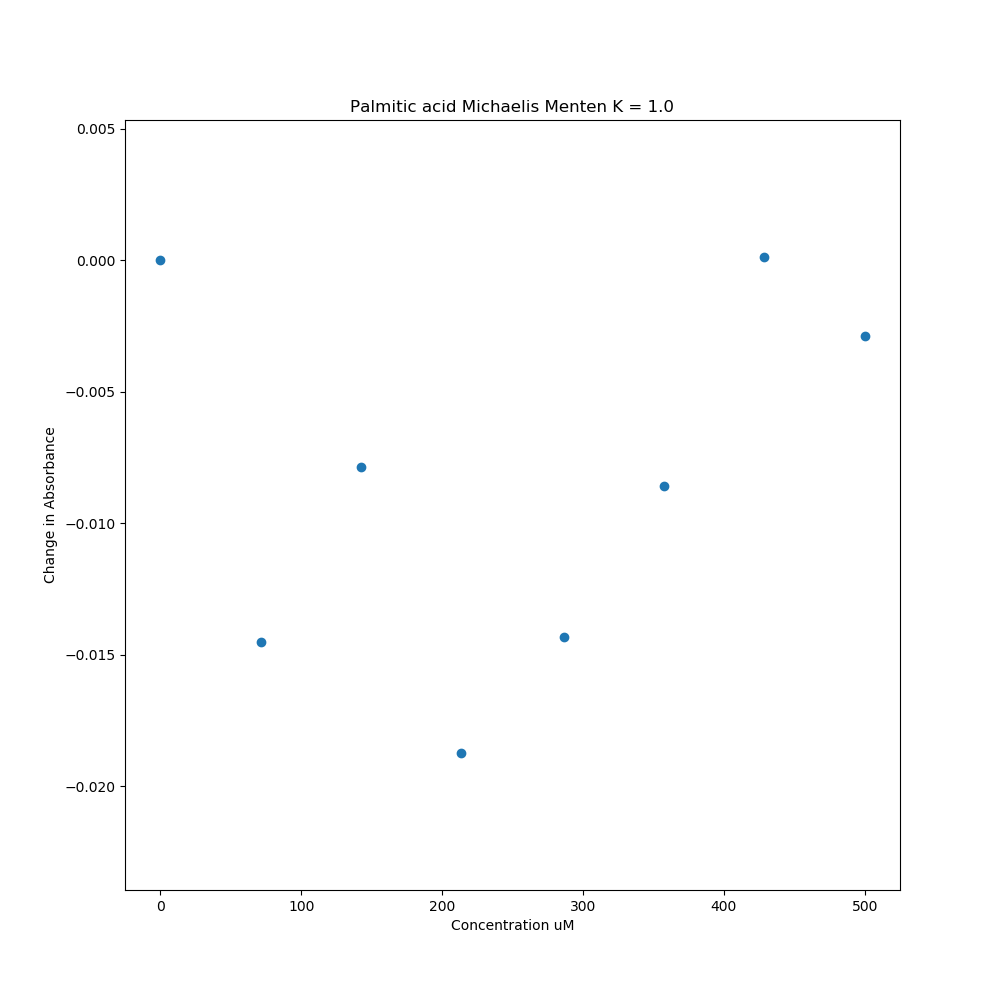 Palmitic acid Michaelis Menten K = 1.0
0.005
0.000
−0.005
−0.010
−0.015
−0.020
Change in Absorbance
0 100 200 300 400 500
Concentration uM